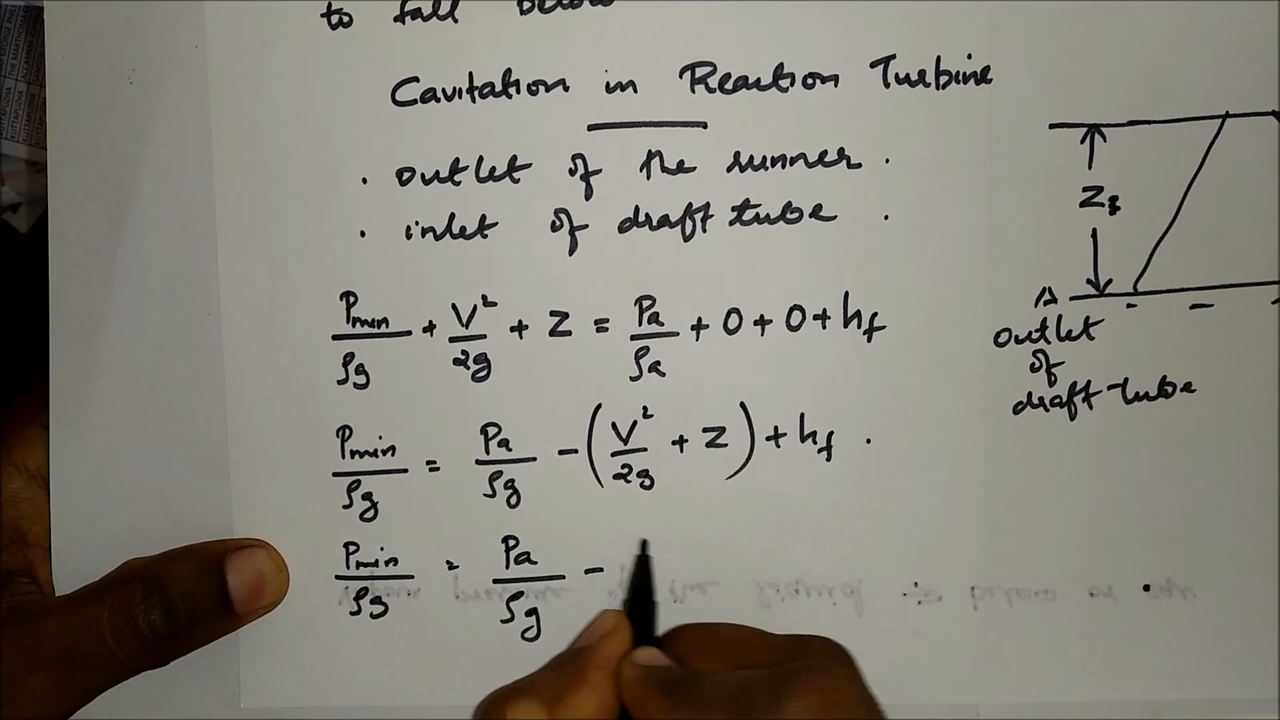 to fall below
Cavitation in Reaction Turbine
. outlet of the runner .
. inlet of draft tube .
Pmin/ρg + V²/2g + Z = Pa/ρa + 0 + 0 + hf
Pmin/ρg = Pa/ρg - (V²/2g + Z) + hf .
Pmin/ρg = Pa/ρg -
Zs
A
outlet
of
draft tube